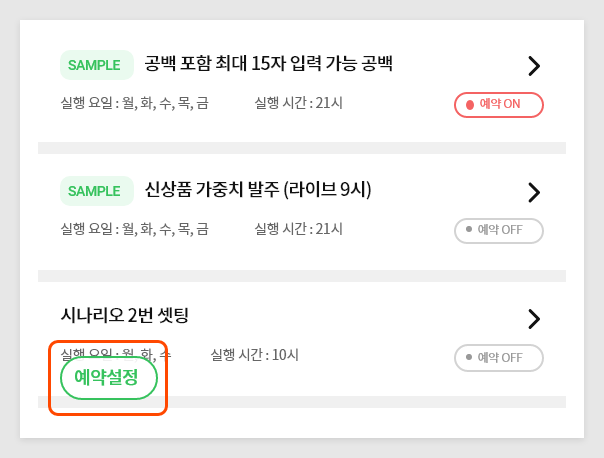 SAMPLE 공백 포함 최대 15자 입력 가능 공백
실행 요일 : 월, 화, 수, 목, 금 실행 시간 : 21시 예약 ON
SAMPLE 신상품 가중치 발주 (라이브 9시)
실행 요일 : 월, 화, 수, 목, 금 실행 시간 : 21시 예약 OFF
시나리오 2번 셋팅
실행 요일 : 월, 화, 수 실행 시간 : 10시 예약 OFF
예약설정